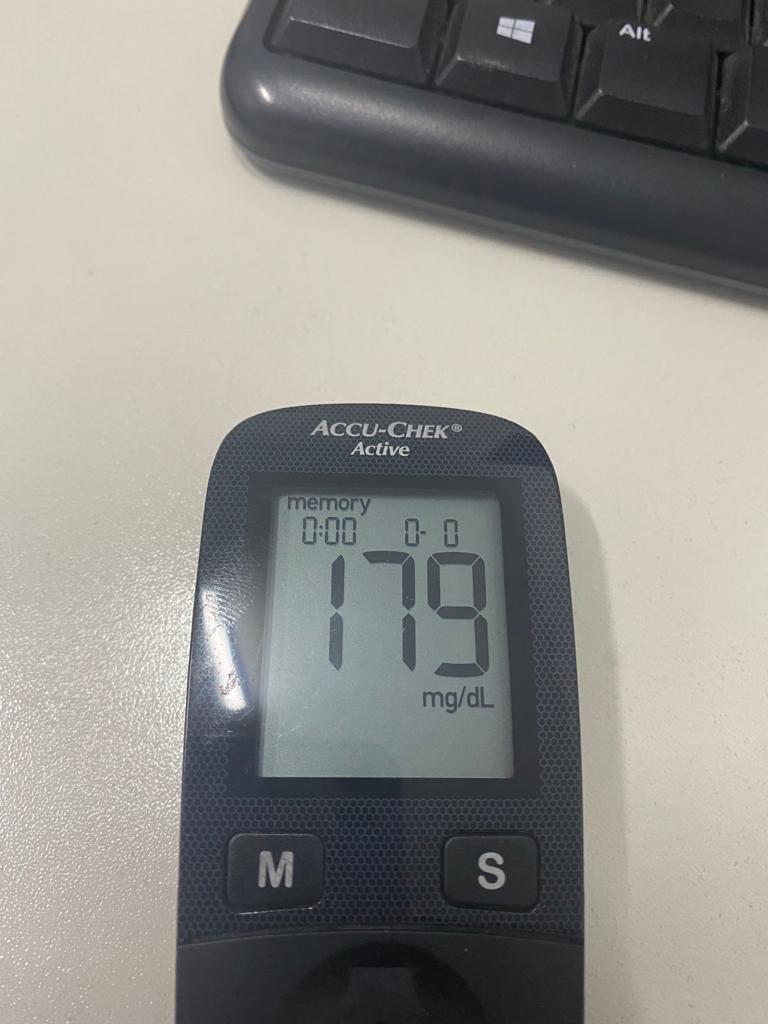 Alt
ACCU-CHEK®
Active
memory
0:00 0- 0
179
mg/dL
M S